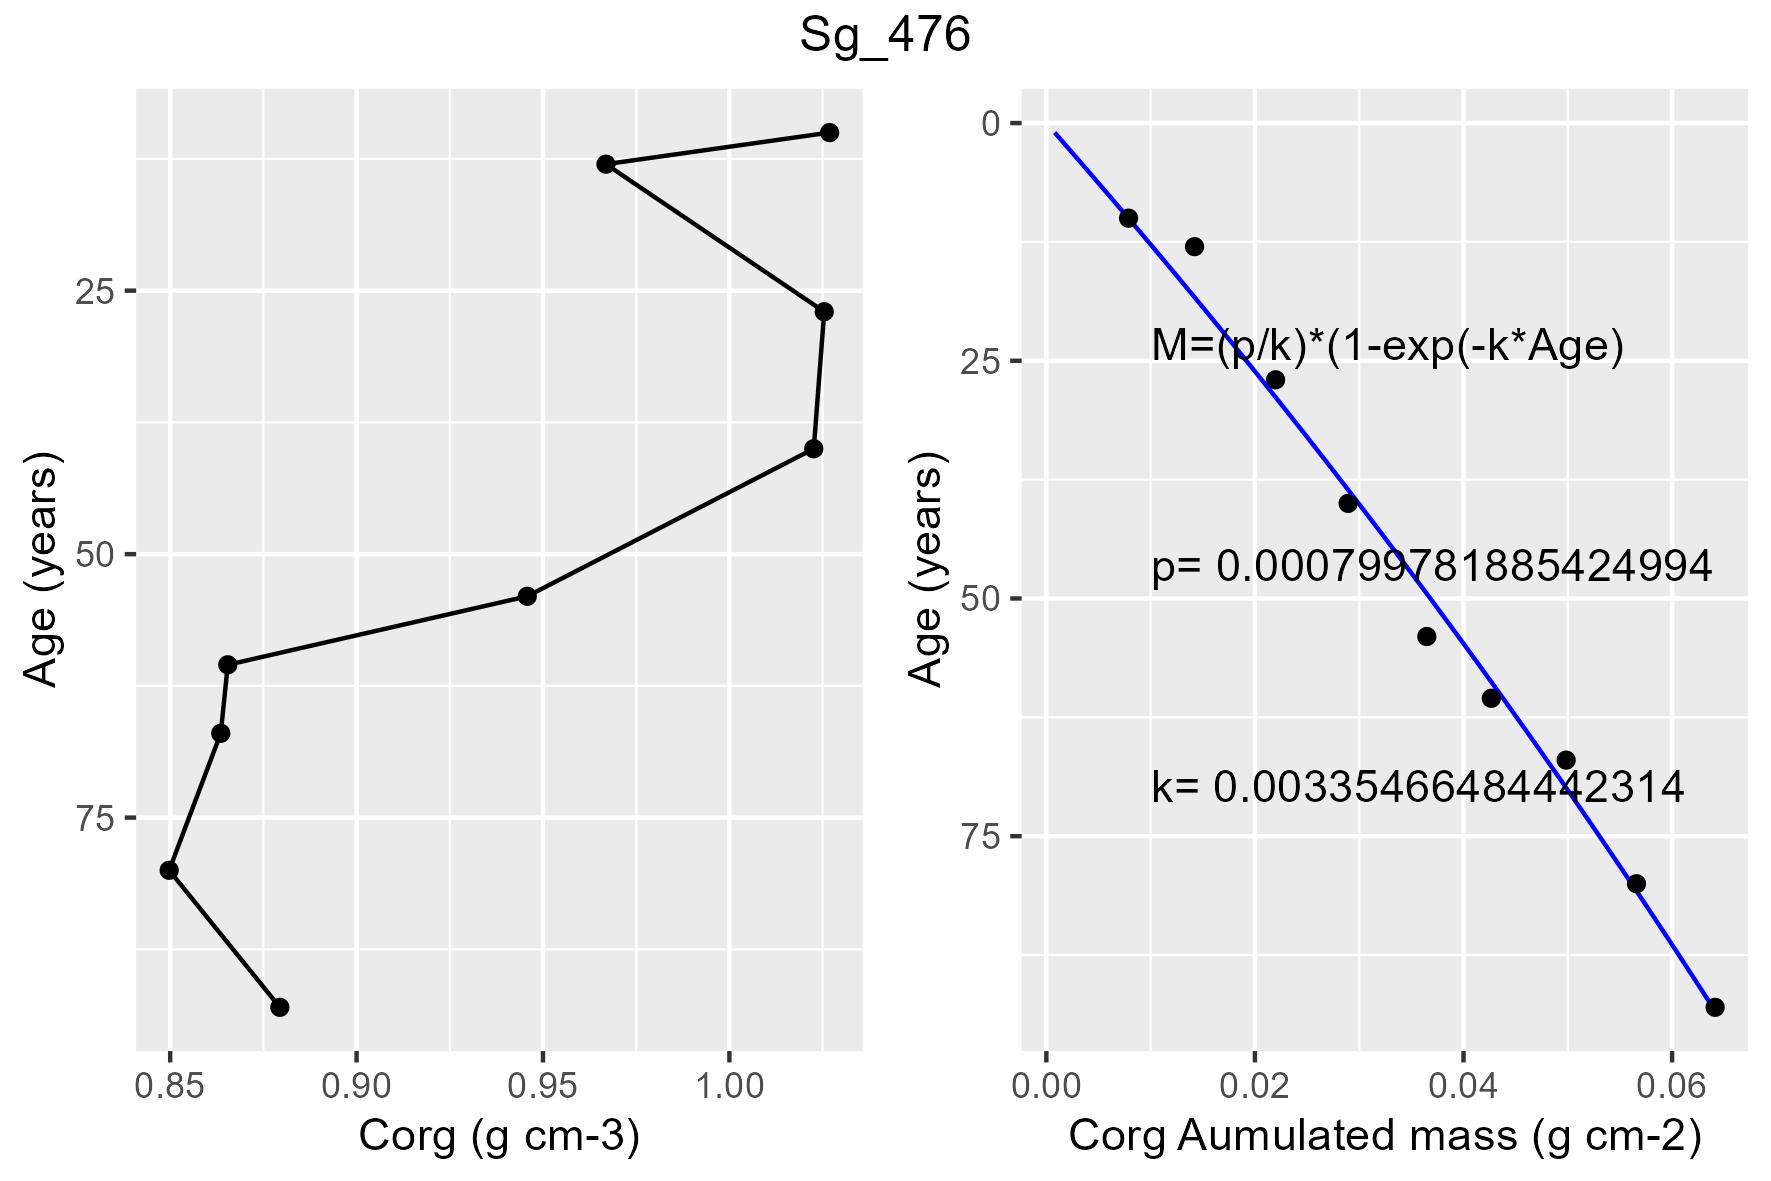 Sg_476
Age (years)
25
50
75
0.85 0.90 0.95 1.00
Corg (g cm-3)
Age (years)
0
25
50
75
M=(p/k)*(1-exp(-k*Age)
p= 0.000799781885424994
k= 0.00335466484442314
0.00 0.02 0.04 0.06
Corg Aumulated mass (g cm-2)